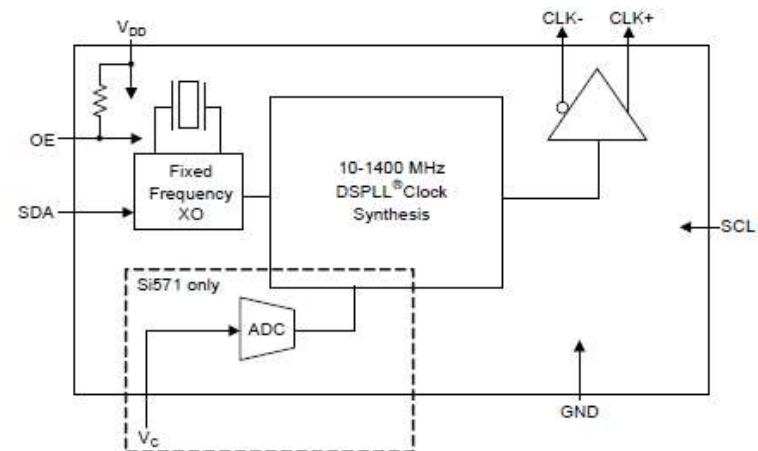 CLK- CLK+
VDD
OE
Fixed
Frequency
XO
10-1400 MHz
DSPLL®Clock
Synthesis
SDA
SCL
Si571 only
ADC
GND
VC